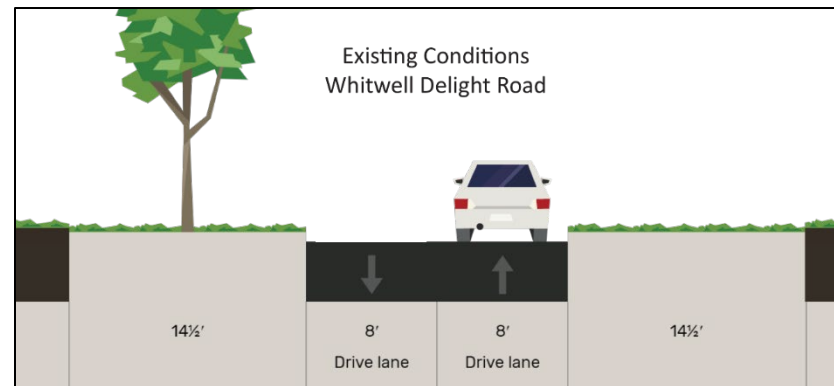 Existing Conditions
Whitwell Delight Road
14½′ 8′ 8′ 14½′
Drive lane Drive lane